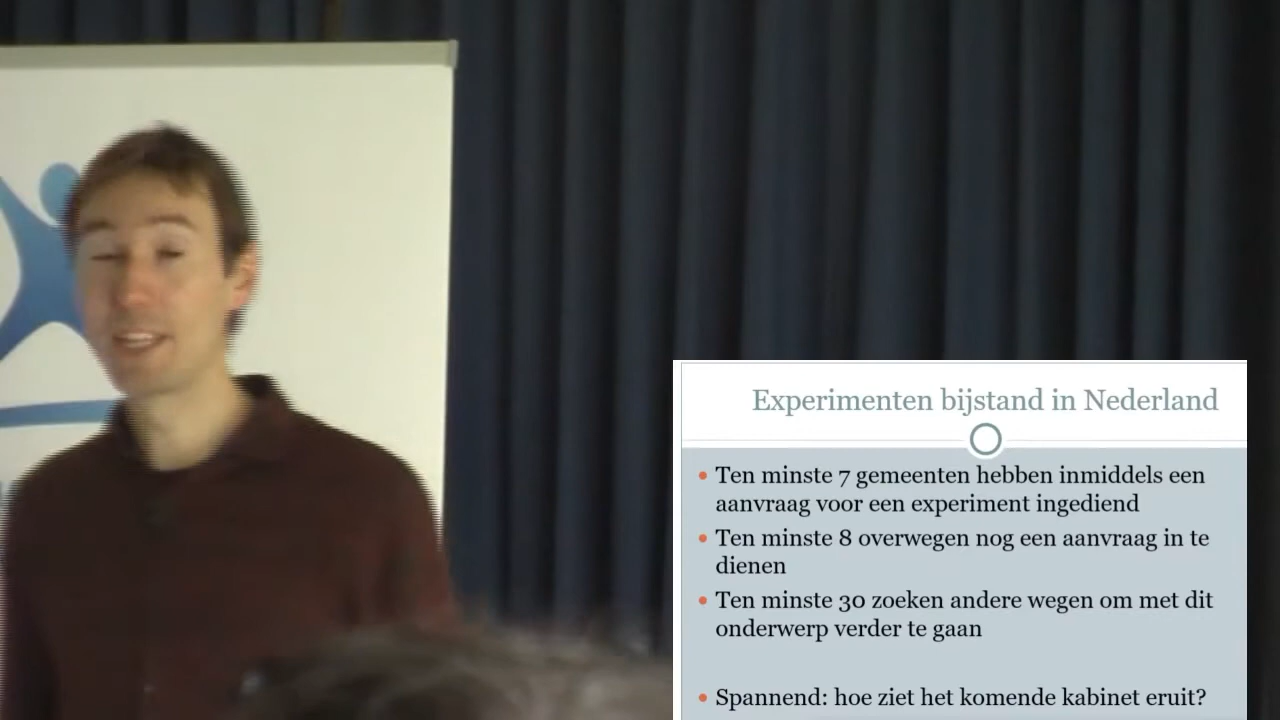 Experimenten bijstand in Nederland
• Ten minste 7 gemeenten hebben inmiddels een
aanvraag voor een experiment ingediend
• Ten minste 8 overwegen nog een aanvraag in te
dienen
• Ten minste 30 zoeken andere wegen om met dit
onderwerp verder te gaan
• Spannend: hoe ziet het komende kabinet eruit?